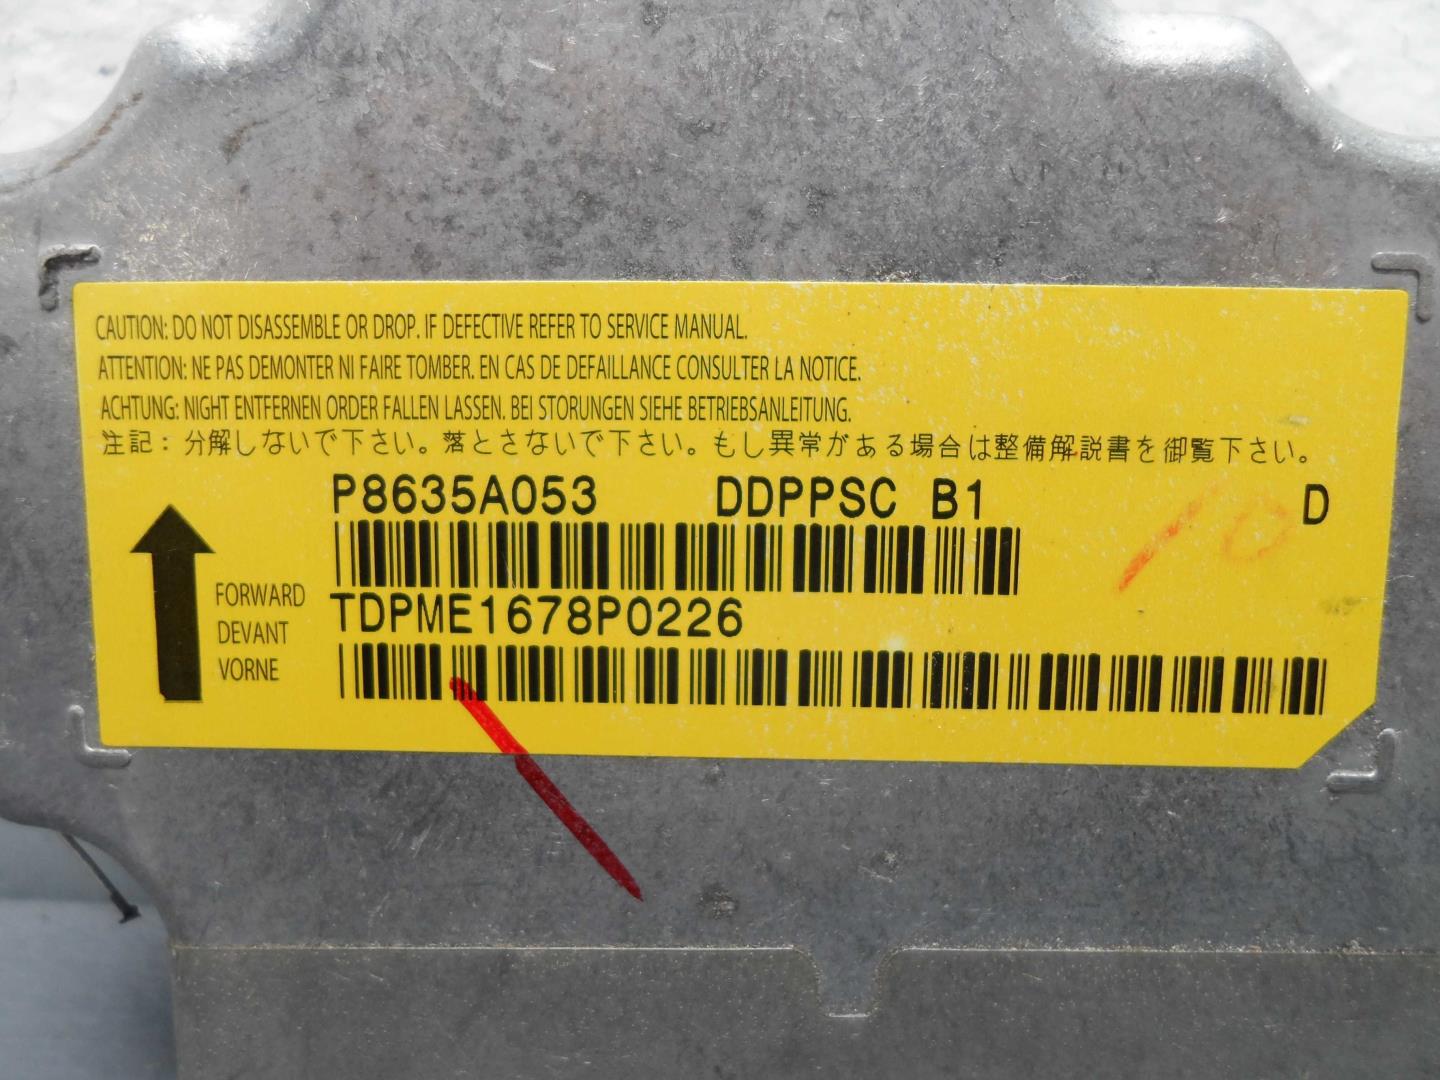 CAUTION: DO NOT DISASSEMBLE OR DROP. IF DEFECTIVE REFER TO SERVICE MANUAL.
ATTENTION: NE PAS DEMONTER NI FAIRE TOMBER. EN CAS DE DEFAILLANCE CONSULTER LA NOTICE.
ACHTUNG: NIGHT ENTFERNEN ORDER FALLEN LASSEN. BEI STORUNGEN SIEHE BETRIEBSANLEITUNG.
注記：分解しないで下さい。落とさないで下さい。もし異常がある場合は整備解説書を御覧下さい。
P8635A053 DDPPSC B1 D
10
TDPME1678P0226
FORWARD
DEVANT
VORNE